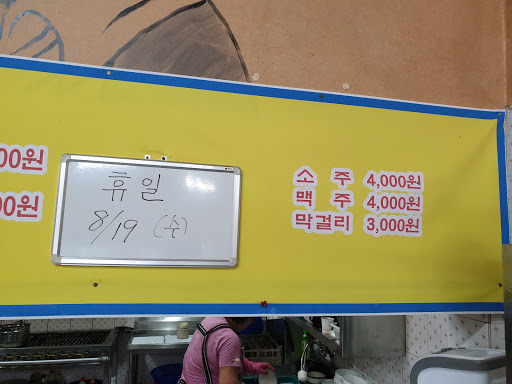 00원
00원
휴일
8/19 (수)
소 주 4,000원
맥 주 4,000원
막걸리 3,000원